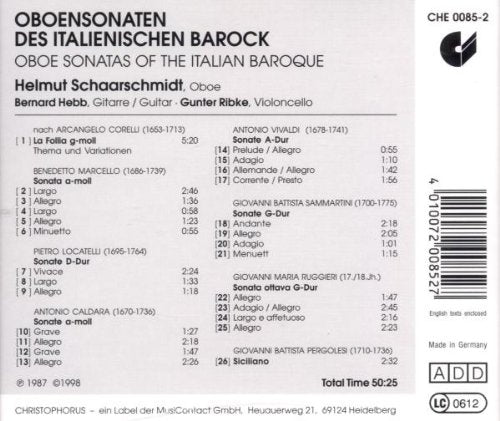 OBOENSONATEN
DES ITALIENISCHEN BAROCK
OBOE SONATAS OF THE ITALIAN BAROQUE
CHE 0085-2
Helmut Schaarschmidt, Oboe
Bernard Hebb, Gitarre / Guitar · Gunter Ribke, Violoncello
nach ARCANGELO CORELLI (1653-1713)
[ 1 ] La Follia g-moll 5:20
Thema und Variationen
BENEDETTO MARCELLO (1686-1739)
Sonata a-moll
[ 2 ] Largo 2:46
[ 3 ] Allegro 1:36
[ 4 ] Largo 0:58
[ 5 ] Allegro 1:23
[ 6 ] Minuetto 0:55
PIETRO LOCATELLI (1695-1764)
Sonate D-Dur
[ 7 ] Vivace 2:24
[ 8 ] Largo 1:33
[ 9 ] Allegro 1:18
ANTONIO CALDARA (1670-1736)
Sonate a-moll
[10] Grave 1:27
[11] Allegro 2:18
[12] Grave 1:47
[13] Allegro 2:26
℗ 1987 ©1998
ANTONIO VIVALDI (1678-1741)
Sonate A-Dur
[14] Prelude / Allegro 0:55
[15] Adagio 1:10
[16] Allemande / Allegro 1:42
[17] Corrente / Presto 1:56
GIOVANNI BATTISTA SAMMARTINI (1700-1775)
Sonate G-Dur
[18] Andante 2:18
[19] Allegro 2:05
[20] Adagio 1:01
[21] Menuett 1:15
GIOVANNI MARIA RUGGIERI (17./18.Jh.)
Sonata ottava G-Dur
[22] Allegro 1:47
[23] Adagio / Allegro 2:45
[24] Largo e affetuoso 2:16
[25] Allegro 2:23
GIOVANNI BATTISTA PERGOLESI (1710-1736)
[26] Siciliano 2:32
Total Time 50:25
4 010072 008527
English texts enclosed
Made in Germany
A D D
LC 0612
CHRISTOPHORUS – ein Label der MusiContact GmbH, Heuauerweg 21, 69124 Heidelberg